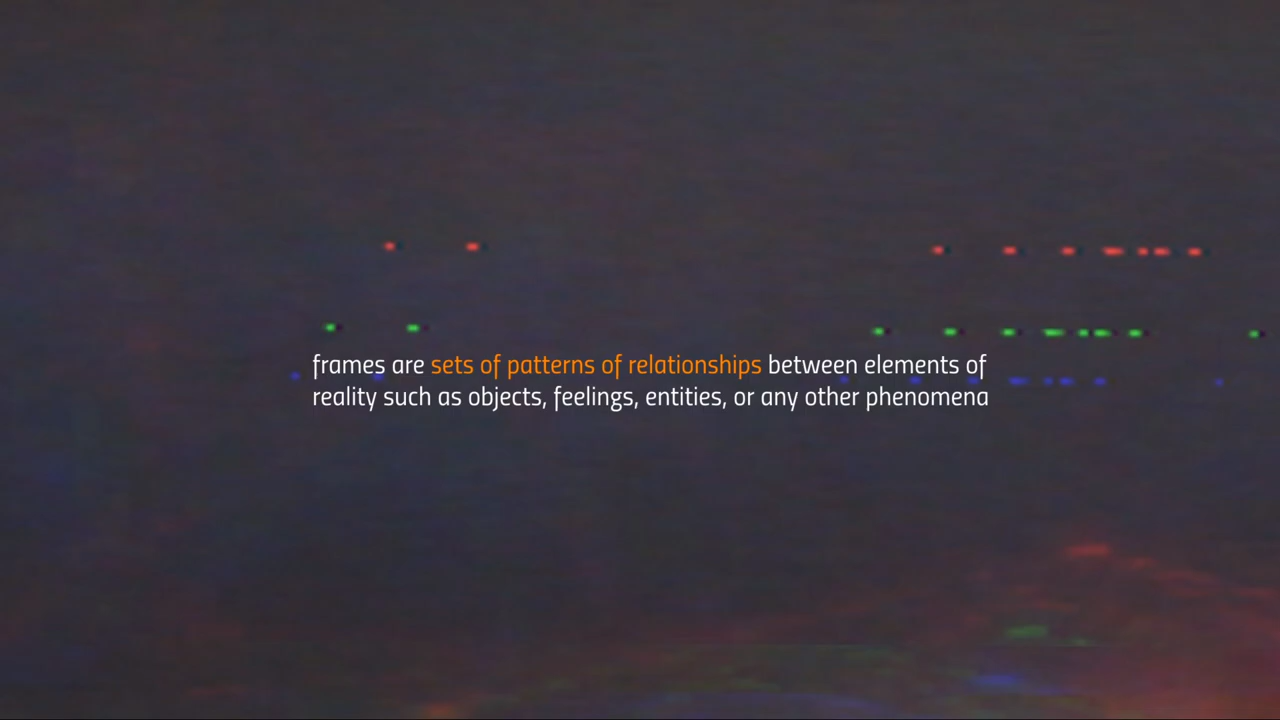 frames are sets of patterns of relationships between elements of
reality such as objects, feelings, entities, or any other phenomena